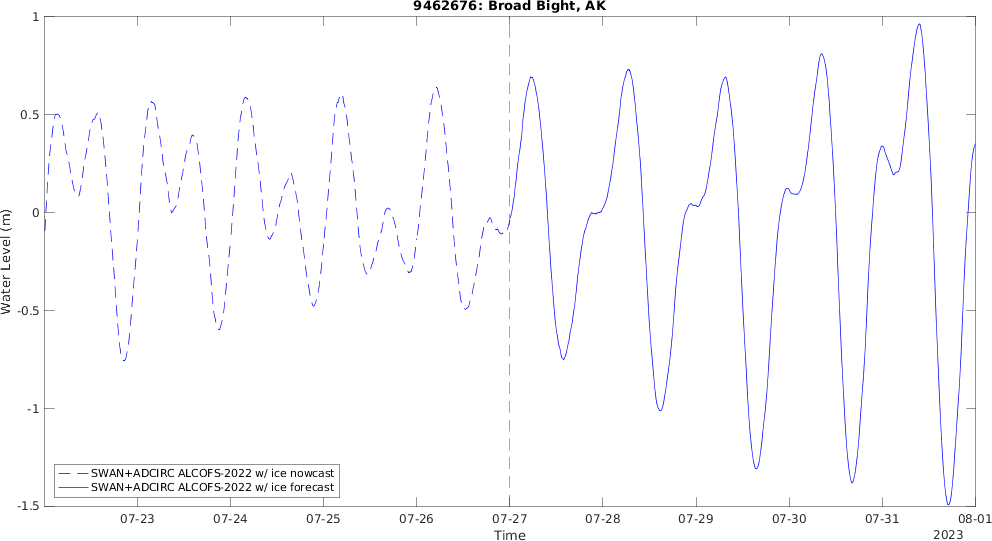 9462676: Broad Bight, AK
1
0.5
0
-0.5
-1
-1.5
Water Level (m)
SWAN+ADCIRC ALCOFS-2022 w/ ice nowcast
SWAN+ADCIRC ALCOFS-2022 w/ ice forecast
07-23 07-24 07-25 07-26 07-27 07-28 07-29 07-30 07-31 08-01
Time
2023